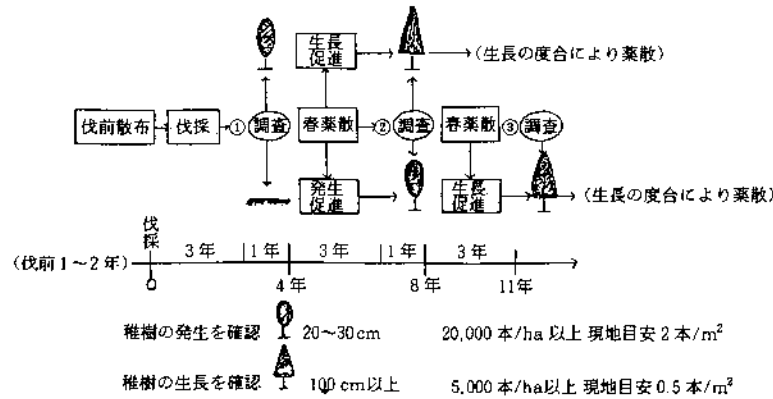 生長促進
(生長の度合により薬散)
伐前散布 伐採 ① 調査 春薬散 ② 調査 春薬散 ③ 調査
発生促進 生長促進 (生長の度合により薬散)
伐採
(伐前1~2年) 3年 1年 3年 1年 3年
0 4年 8年 11年
稚樹の発生を確認 20~30cm 20,000本/ha以上 現地目安2本/m²
稚樹の生長を確認 100cm以上 5,000本/ha以上 現地目安0.5本/m²